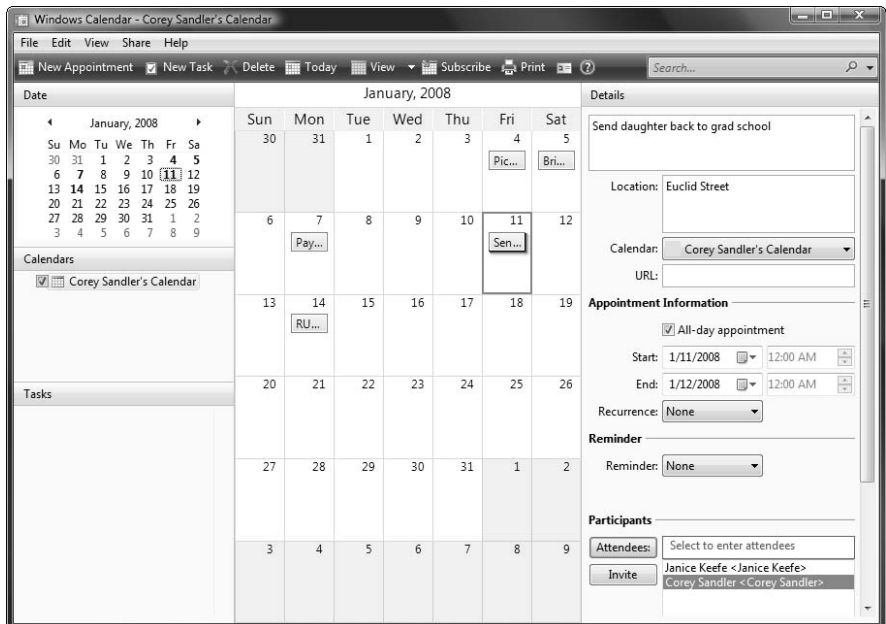 Windows Calendar - Corey Sandler's Calendar
File Edit View Share Help
New Appointment New Task Delete Today View Subscribe Print Search...
Date
January, 2008
Su Mo Tu We Th Fr Sa
30 31 1 2 3 4 5
6 7 8 9 10 11 12
13 14 15 16 17 18 19
20 21 22 23 24 25 26
27 28 29 30 31 1 2
3 4 5 6 7 8 9
Calendars
Corey Sandler's Calendar
Tasks
January, 2008
Sun Mon Tue Wed Thu Fri Sat
30 31 1 2 3 4 5
Pic... Bri...
6 7 8 9 10 11 12
Pay... Sen...
13 14 15 16 17 18 19
RU...
20 21 22 23 24 25 26
27 28 29 30 31 1 2
3 4 5 6 7 8 9
Details
Send daughter back to grad school
Location: Euclid Street
Calendar: Corey Sandler's Calendar
URL:
Appointment Information
All-day appointment
Start: 1/11/2008 12:00 AM
End: 1/12/2008 12:00 AM
Recurrence: None
Reminder
Reminder: None
Participants
Attendees: Select to enter attendees
Janice Keefe <Janice Keefe>
Invite
Corey Sandler <Corey Sandler>